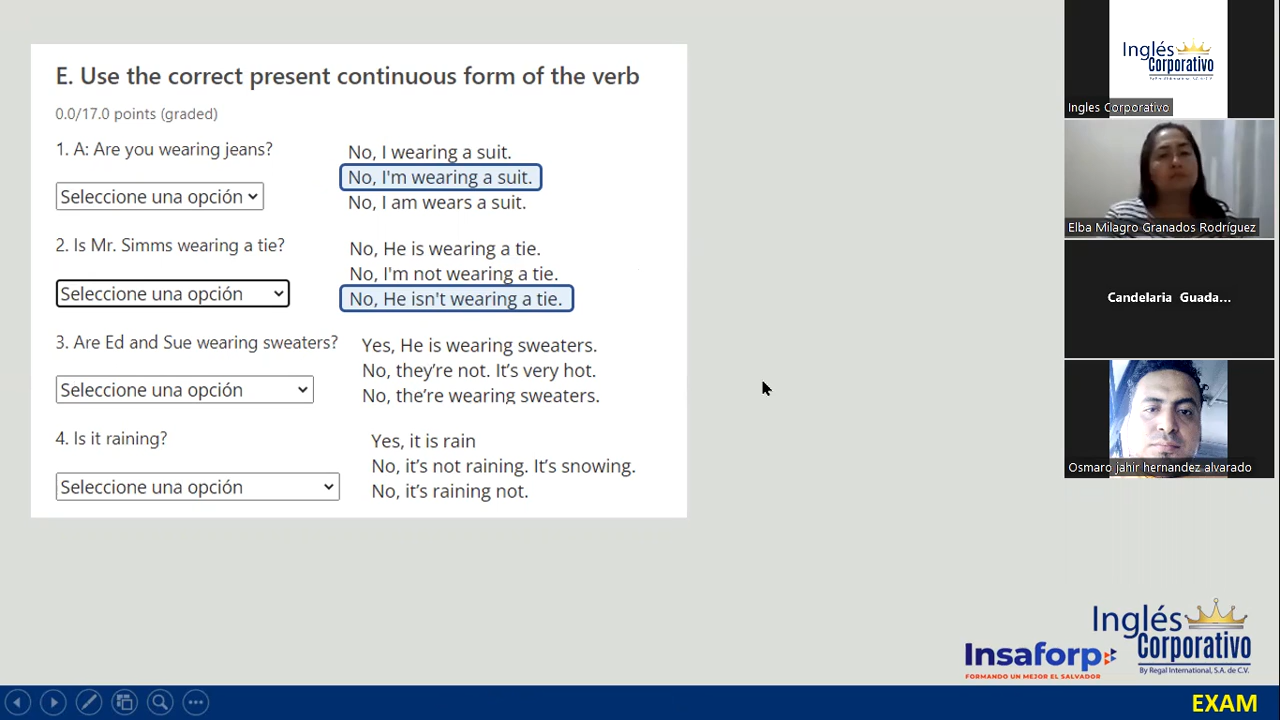 E. Use the correct present continuous form of the verb
0.0/17.0 points (graded)
1. A: Are you wearing jeans?
Seleccione una opción
No, I wearing a suit.
No, I'm wearing a suit.
No, I am wears a suit.
2. Is Mr. Simms wearing a tie?
Seleccione una opción
No, He is wearing a tie.
No, I'm not wearing a tie.
No, He isn't wearing a tie.
3. Are Ed and Sue wearing sweaters?
Seleccione una opción
Yes, He is wearing sweaters.
No, they’re not. It’s very hot.
No, the’re wearing sweaters.
4. Is it raining?
Seleccione una opción
Yes, it is rain
No, it’s not raining. It’s snowing.
No, it’s raining not.
Inglés
Corporativo
Ingles Corporativo
Elba Milagro Granados Rodríguez
Candelaria Guada...
Osmaro jahir hernandez alvarado
Insaforp
FORMANDO UN MEJOR EL SALVADOR
Inglés
Corporativo
By Regal International, S.A. de C.V.
EXAM